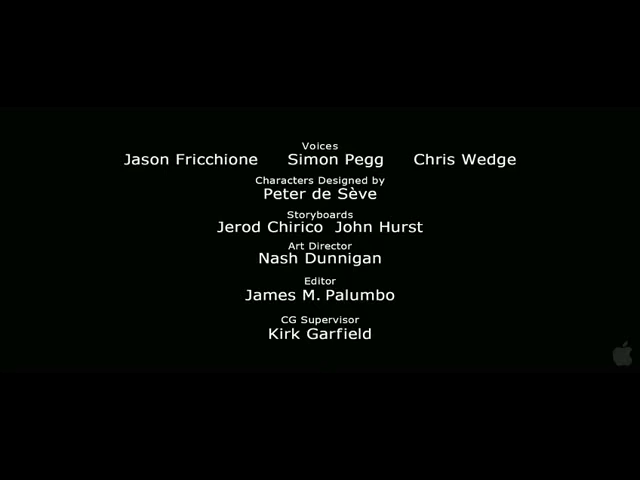 Voices
Jason Fricchione Simon Pegg Chris Wedge
Characters Designed by
Peter de Sève
Storyboards
Jerod Chirico John Hurst
Art Director
Nash Dunnigan
Editor
James M. Palumbo
CG Supervisor
Kirk Garfield